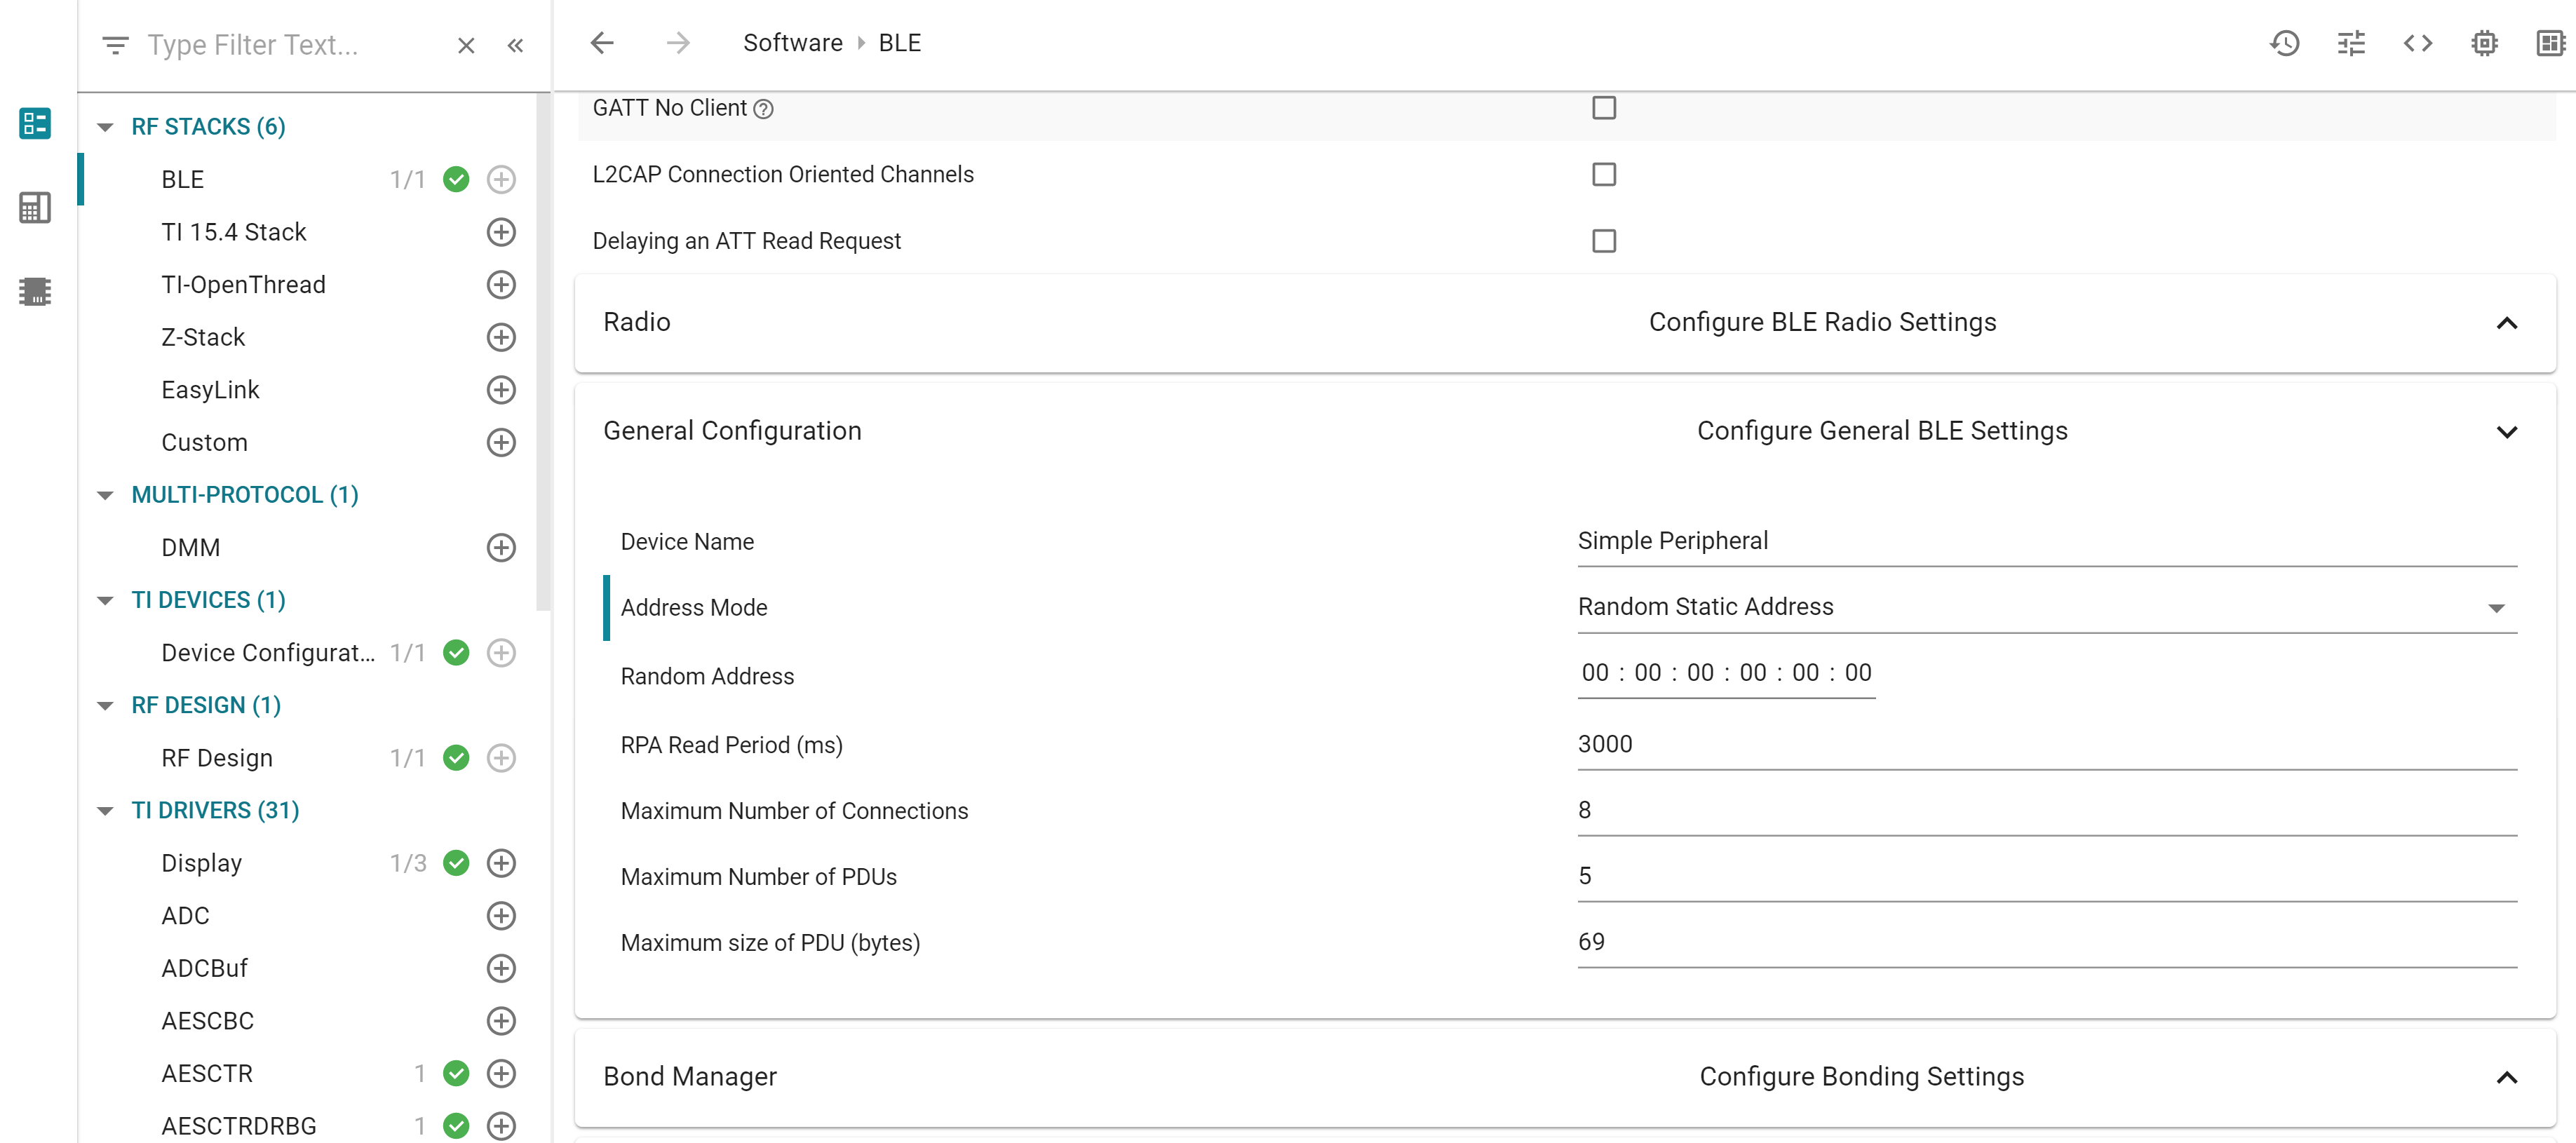 Type Filter Text...
RF STACKS (6)
BLE 1/1
TI 15.4 Stack
TI-OpenThread
Z-Stack
EasyLink
Custom
MULTI-PROTOCOL (1)
DMM
TI DEVICES (1)
Device Configurat... 1/1
RF DESIGN (1)
RF Design 1/1
TI DRIVERS (31)
Display 1/3
ADC
ADCBuf
AESCBC
AESCTR 1
AESCTRDRBG 1
Software BLE
GATT No Client
L2CAP Connection Oriented Channels
Delaying an ATT Read Request
Radio Configure BLE Radio Settings
General Configuration Configure General BLE Settings
Device Name Simple Peripheral
Address Mode Random Static Address
Random Address 00 : 00 : 00 : 00 : 00 : 00
RPA Read Period (ms) 3000
Maximum Number of Connections 8
Maximum Number of PDUs 5
Maximum size of PDU (bytes) 69
Bond Manager Configure Bonding Settings